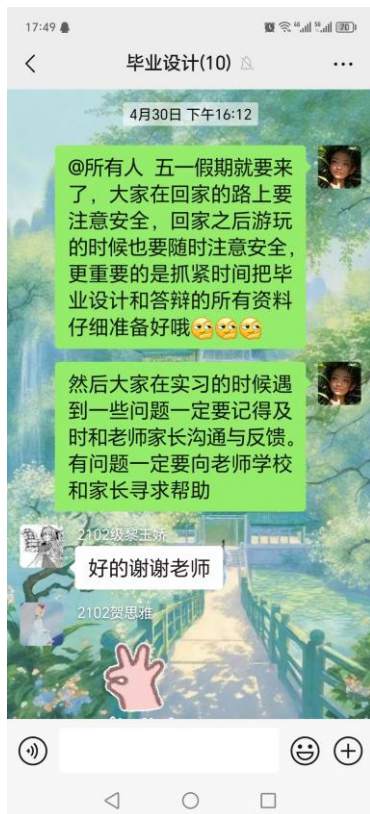 17:49
70
毕业设计(10)
4月30日 下午16:12
@所有人 五一假期就要来
了，大家在回家的路上要
注意安全，回家之后游玩
的时候也要随时注意安全，
更重要的是抓紧时间把毕
业设计和答辩的所有资料
仔细准备好哦
然后大家在实习的时候遇
到一些问题一定要记得及
时和老师家长沟通与反馈。
有问题一定要向老师学校
和家长寻求帮助
2102级黎玉娇
好的谢谢老师
2102贺思雅